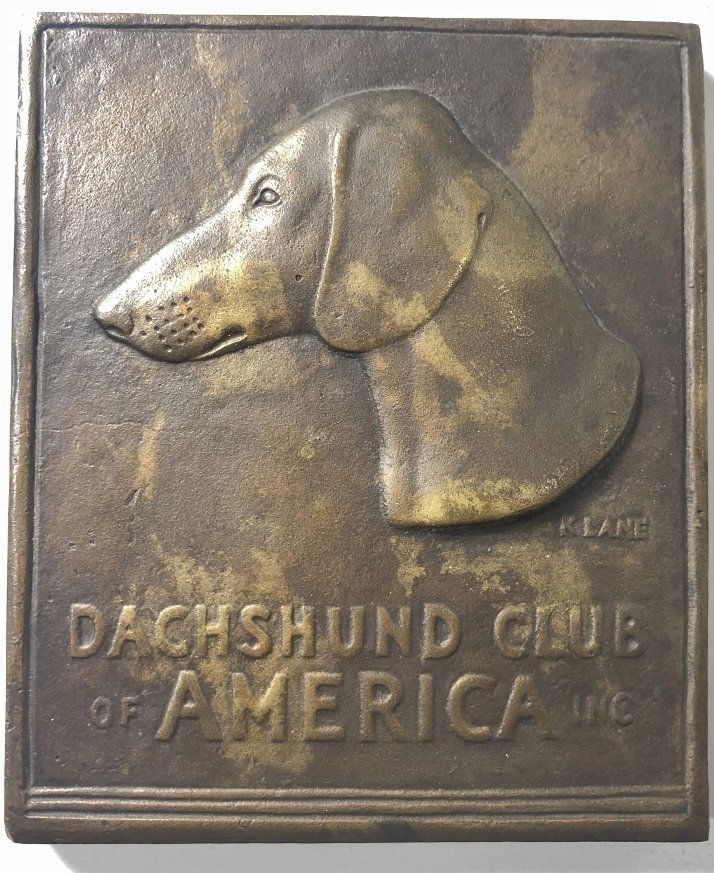 K LANE
DACHSHUND CLUB
OF AMERICA INC